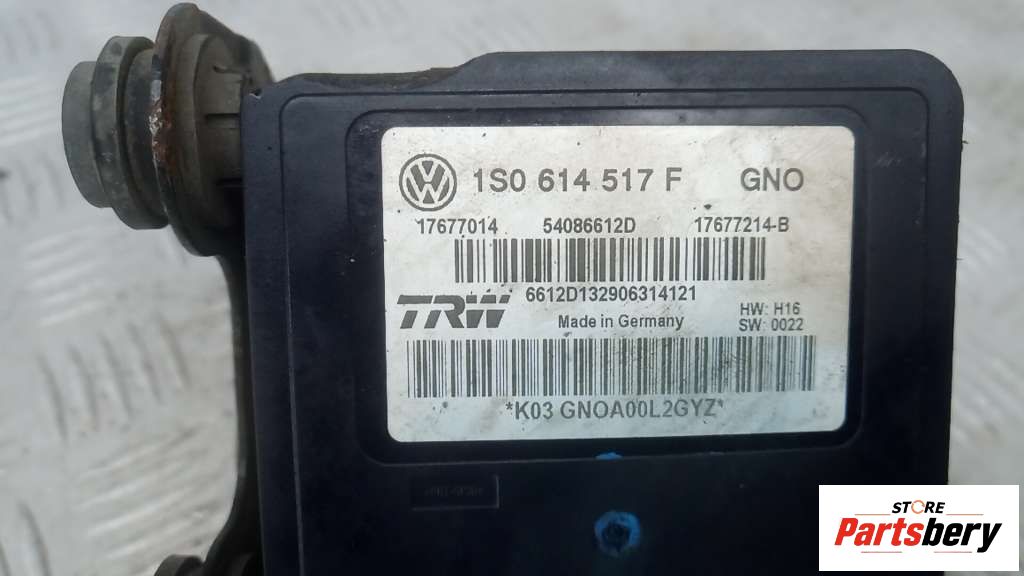 1S0 614 517 F GNO
17677014 54086612D 17677214-B
6612D132906314121
TRW Made in Germany HW: H16
SW: 0022
*K03 GNOA00L2GYZ*
STORE
Partsbery